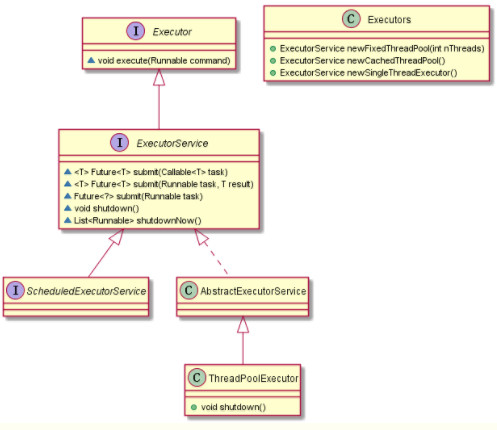 I Executor
void execute(Runnable command)
C Executors
ExecutorService newFixedThreadPool(int nThreads)
ExecutorService newCachedThreadPool()
ExecutorService newSingleThreadExecutor()
I ExecutorService
<T> Future<T> submit(Callable<T> task)
<T> Future<T> submit(Runnable task, T result)
Future<?> submit(Runnable task)
void shutdown()
List<Runnable> shutdownNow()
I ScheduledExecutorService
C AbstractExecutorService
C ThreadPoolExecutor
void shutdown()